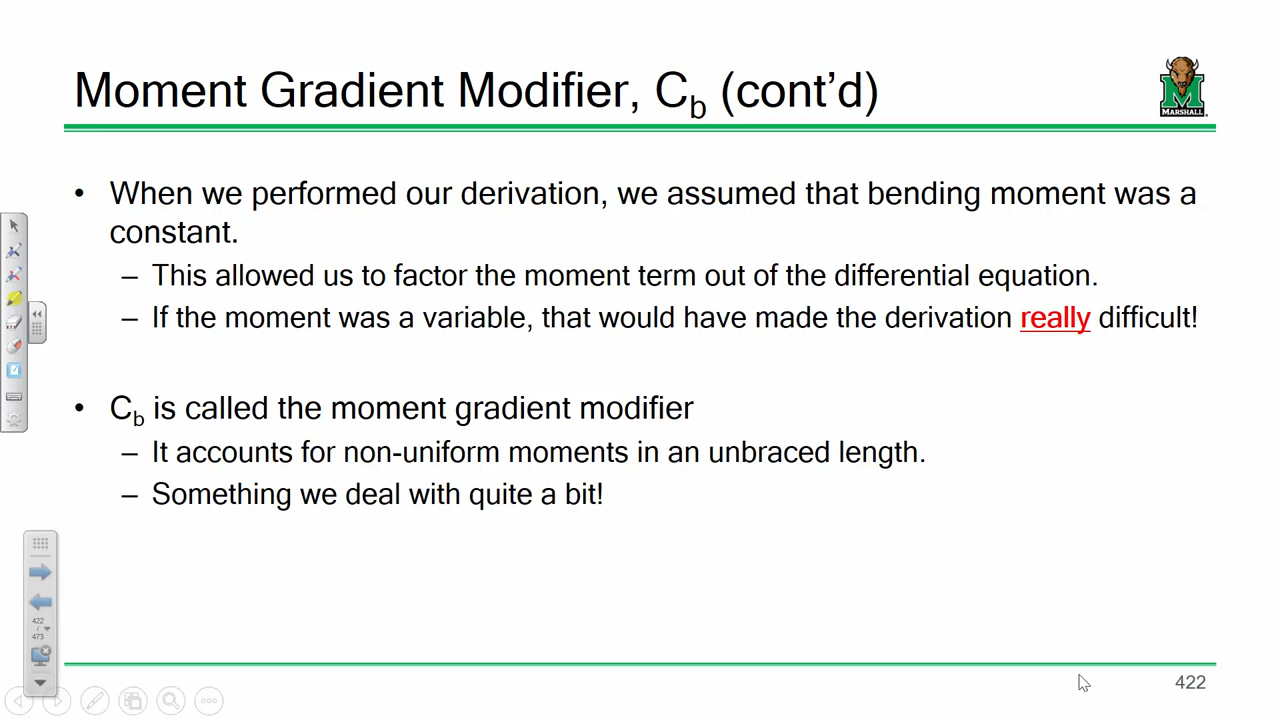 Moment Gradient Modifier, Cb (cont’d)
MARSHALL
• When we performed our derivation, we assumed that bending moment was a
constant.
– This allowed us to factor the moment term out of the differential equation.
– If the moment was a variable, that would have made the derivation really difficult!
• Cb is called the moment gradient modifier
– It accounts for non-uniform moments in an unbraced length.
– Something we deal with quite a bit!
422
/
473
422